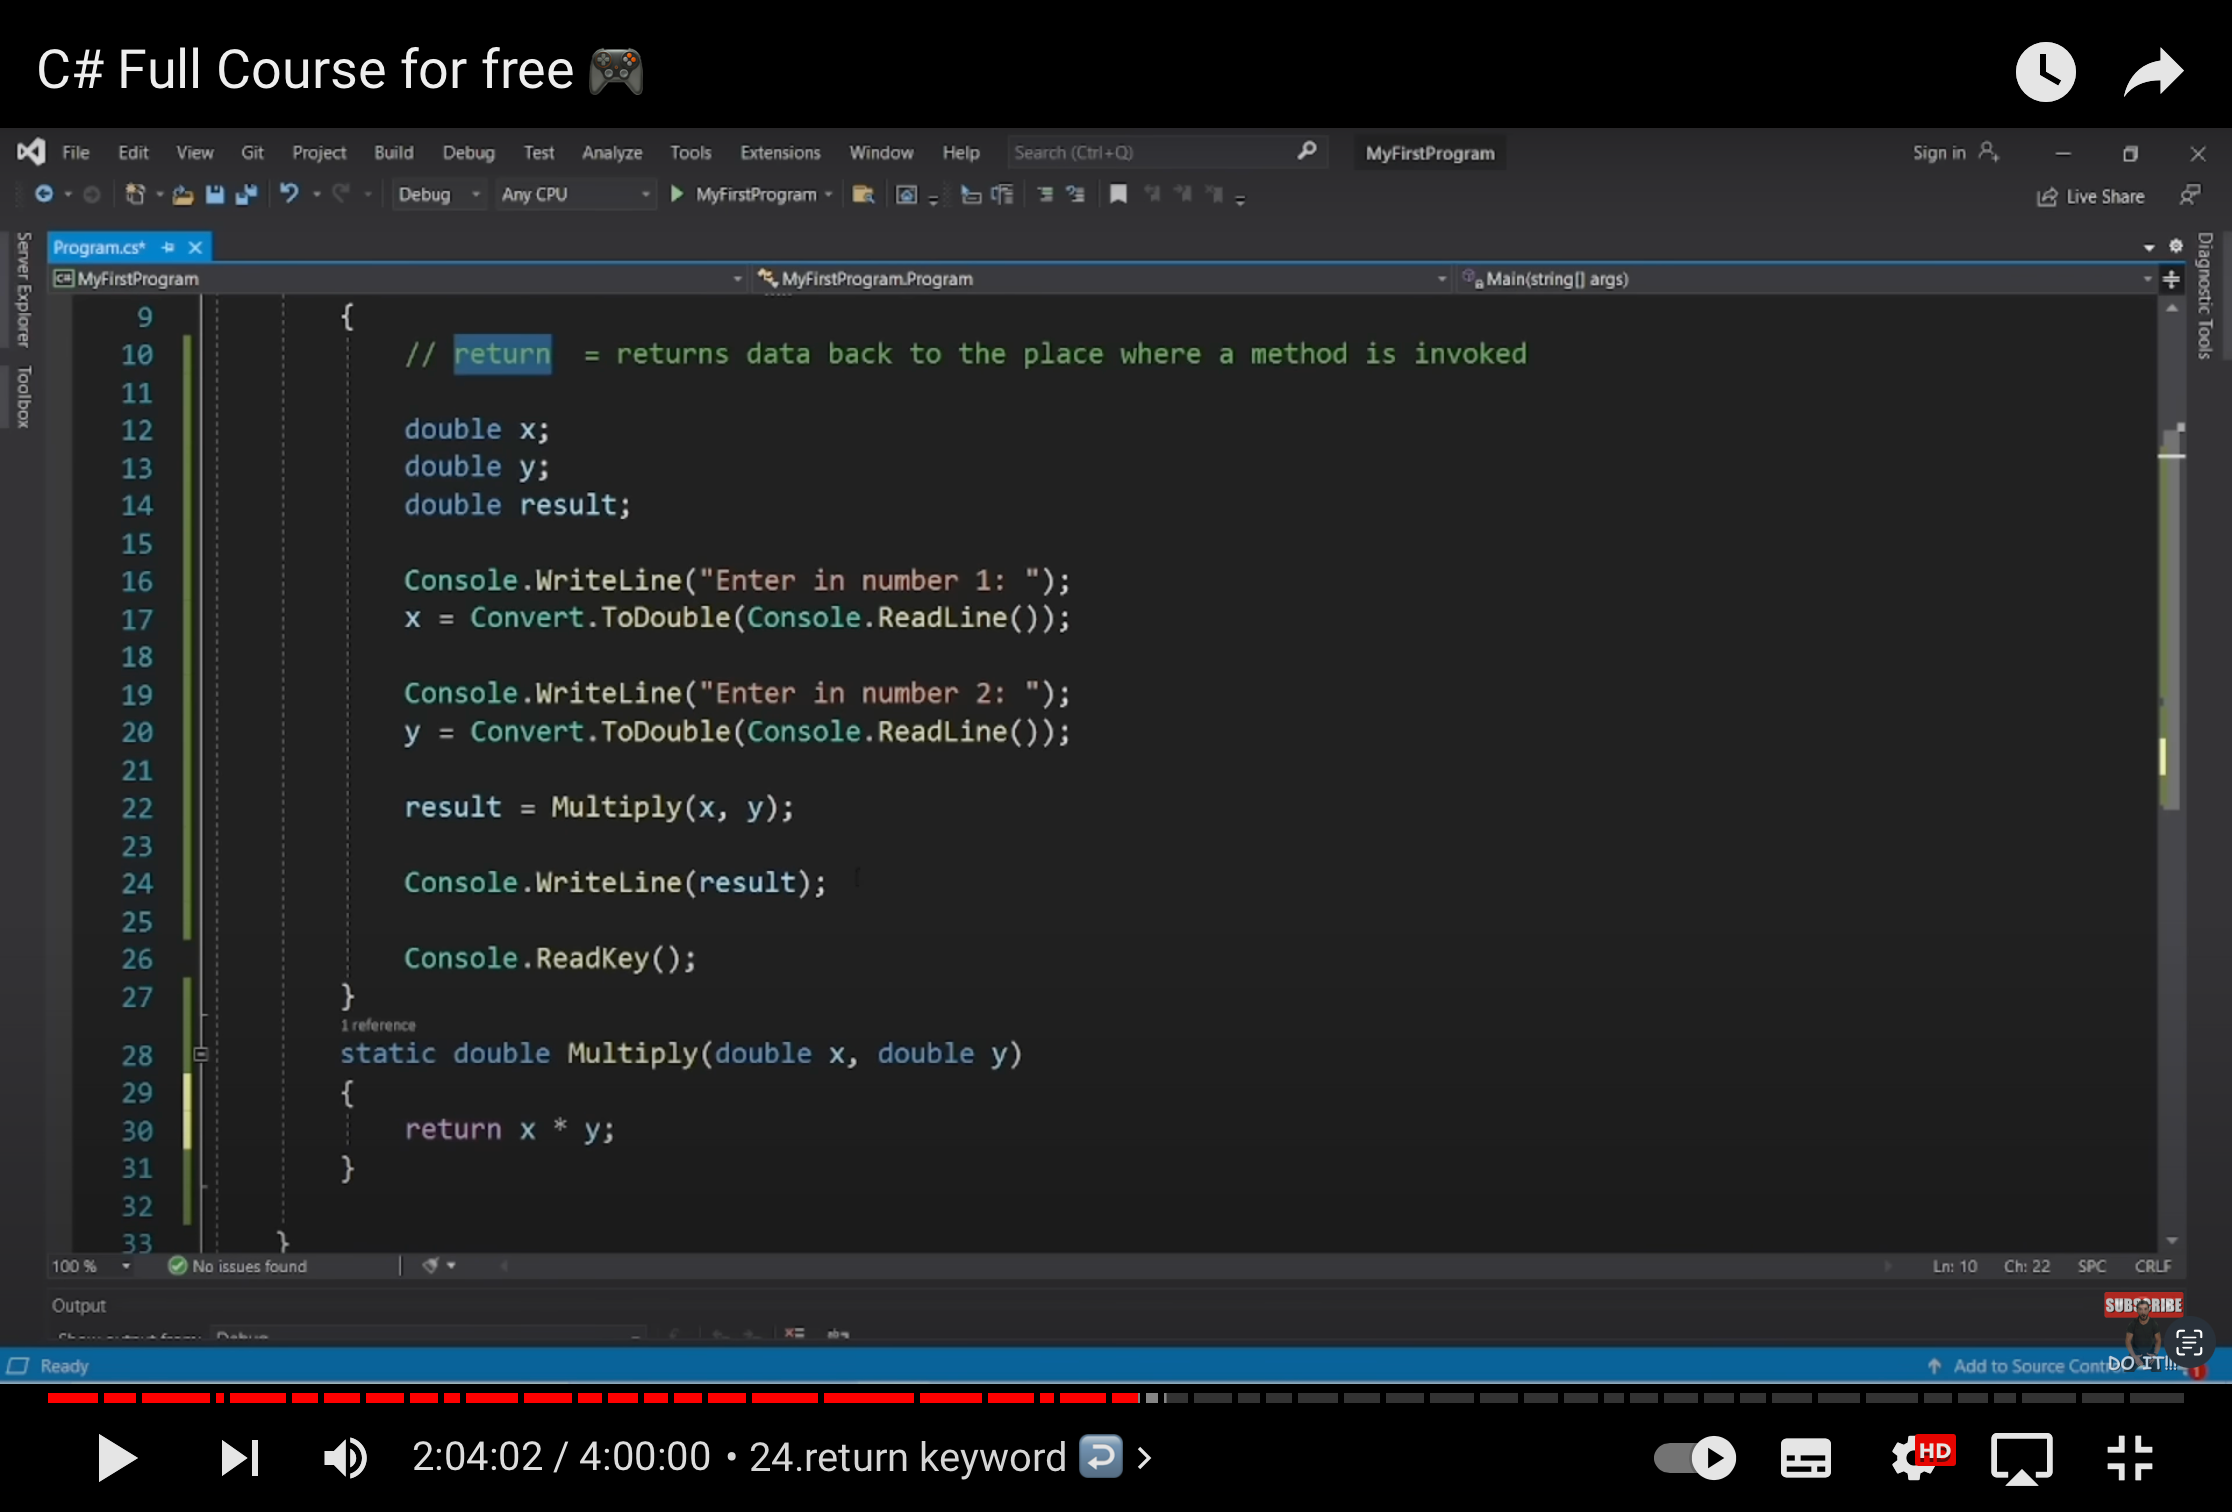 C# Full Course for free 🎮
File Edit View Git Project Build Debug Test Analyze Tools Extensions Window Help Search (Ctrl+Q) MyFirstProgram Sign in
Debug Any CPU MyFirstProgram Live Share
Server Explorer
Toolbox
Diagnostic Tools
Program.cs*
C# MyFirstProgram MyFirstProgram.Program Main(string[] args)
9 {
10 // return = returns data back to the place where a method is invoked
11
12 double x;
13 double y;
14 double result;
15
16 Console.WriteLine("Enter in number 1: ");
17 x = Convert.ToDouble(Console.ReadLine());
18
19 Console.WriteLine("Enter in number 2: ");
20 y = Convert.ToDouble(Console.ReadLine());
21
22 result = Multiply(x, y);
23
24 Console.WriteLine(result);
25
26 Console.ReadKey();
27 }
1 reference
28 static double Multiply(double x, double y)
29 {
30 return x * y;
31 }
32
33 }
100 % No issues found Ln: 10 Ch: 22 SPC CRLF
Output
SUBSCRIBE
Show output from: Debug
DO IT!!
Ready Add to Source Contr 1
2:04:02 / 4:00:00 • 24.return keyword ↩️ >
HD